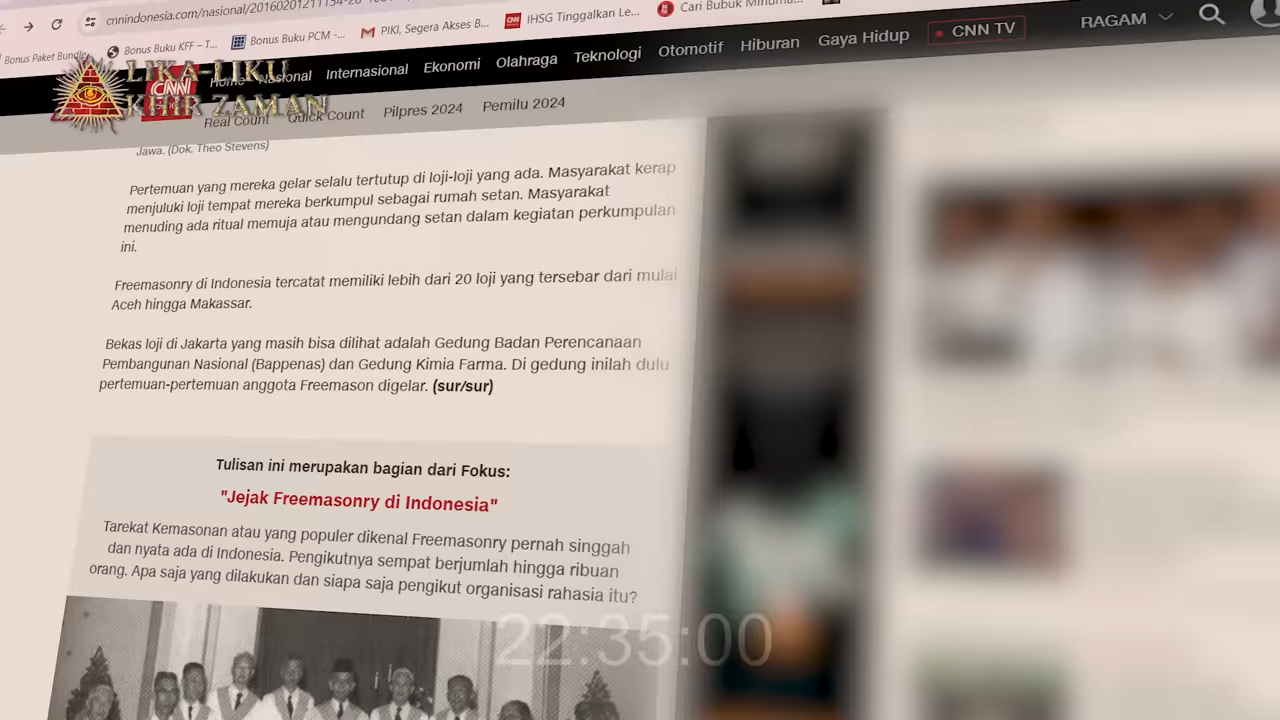 cnnindonesia.com/nasional/20160201211154-20
Bonus Paket Bundle
Bonus Buku KFF – T...
Bonus Buku PCM -...
PIKI, Segera Akses B...
IHSG Tinggalkan Le...
Cari Bubuk Minuma...
LIKA-LIKU
KHIR ZAMAN
CNN
Home
Nasional
Internasional
Ekonomi
Olahraga
Teknologi
Otomotif
Hiburan
Gaya Hidup
CNN TV
RAGAM
Real Count
Quick Count
Pilpres 2024
Pemilu 2024
Jawa. (Dok. Theo Stevens)
Pertemuan yang mereka gelar selalu tertutup di loji-loji yang ada. Masyarakat kerap
menjuluki loji tempat mereka berkumpul sebagai rumah setan. Masyarakat
menuding ada ritual memuja atau mengundang setan dalam kegiatan perkumpulan
ini.
Freemasonry di Indonesia tercatat memiliki lebih dari 20 loji yang tersebar dari mulai
Aceh hingga Makassar.
Bekas loji di Jakarta yang masih bisa dilihat adalah Gedung Badan Perencanaan
Pembangunan Nasional (Bappenas) dan Gedung Kimia Farma. Di gedung inilah dulu
pertemuan-pertemuan anggota Freemason digelar. (sur/sur)
Tulisan ini merupakan bagian dari Fokus:
"Jejak Freemasonry di Indonesia"
Tarekat Kemasonan atau yang populer dikenal Freemasonry pernah singgah
dan nyata ada di Indonesia. Pengikutnya sempat berjumlah hingga ribuan
orang. Apa saja yang dilakukan dan siapa saja pengikut organisasi rahasia itu?
22:35:00